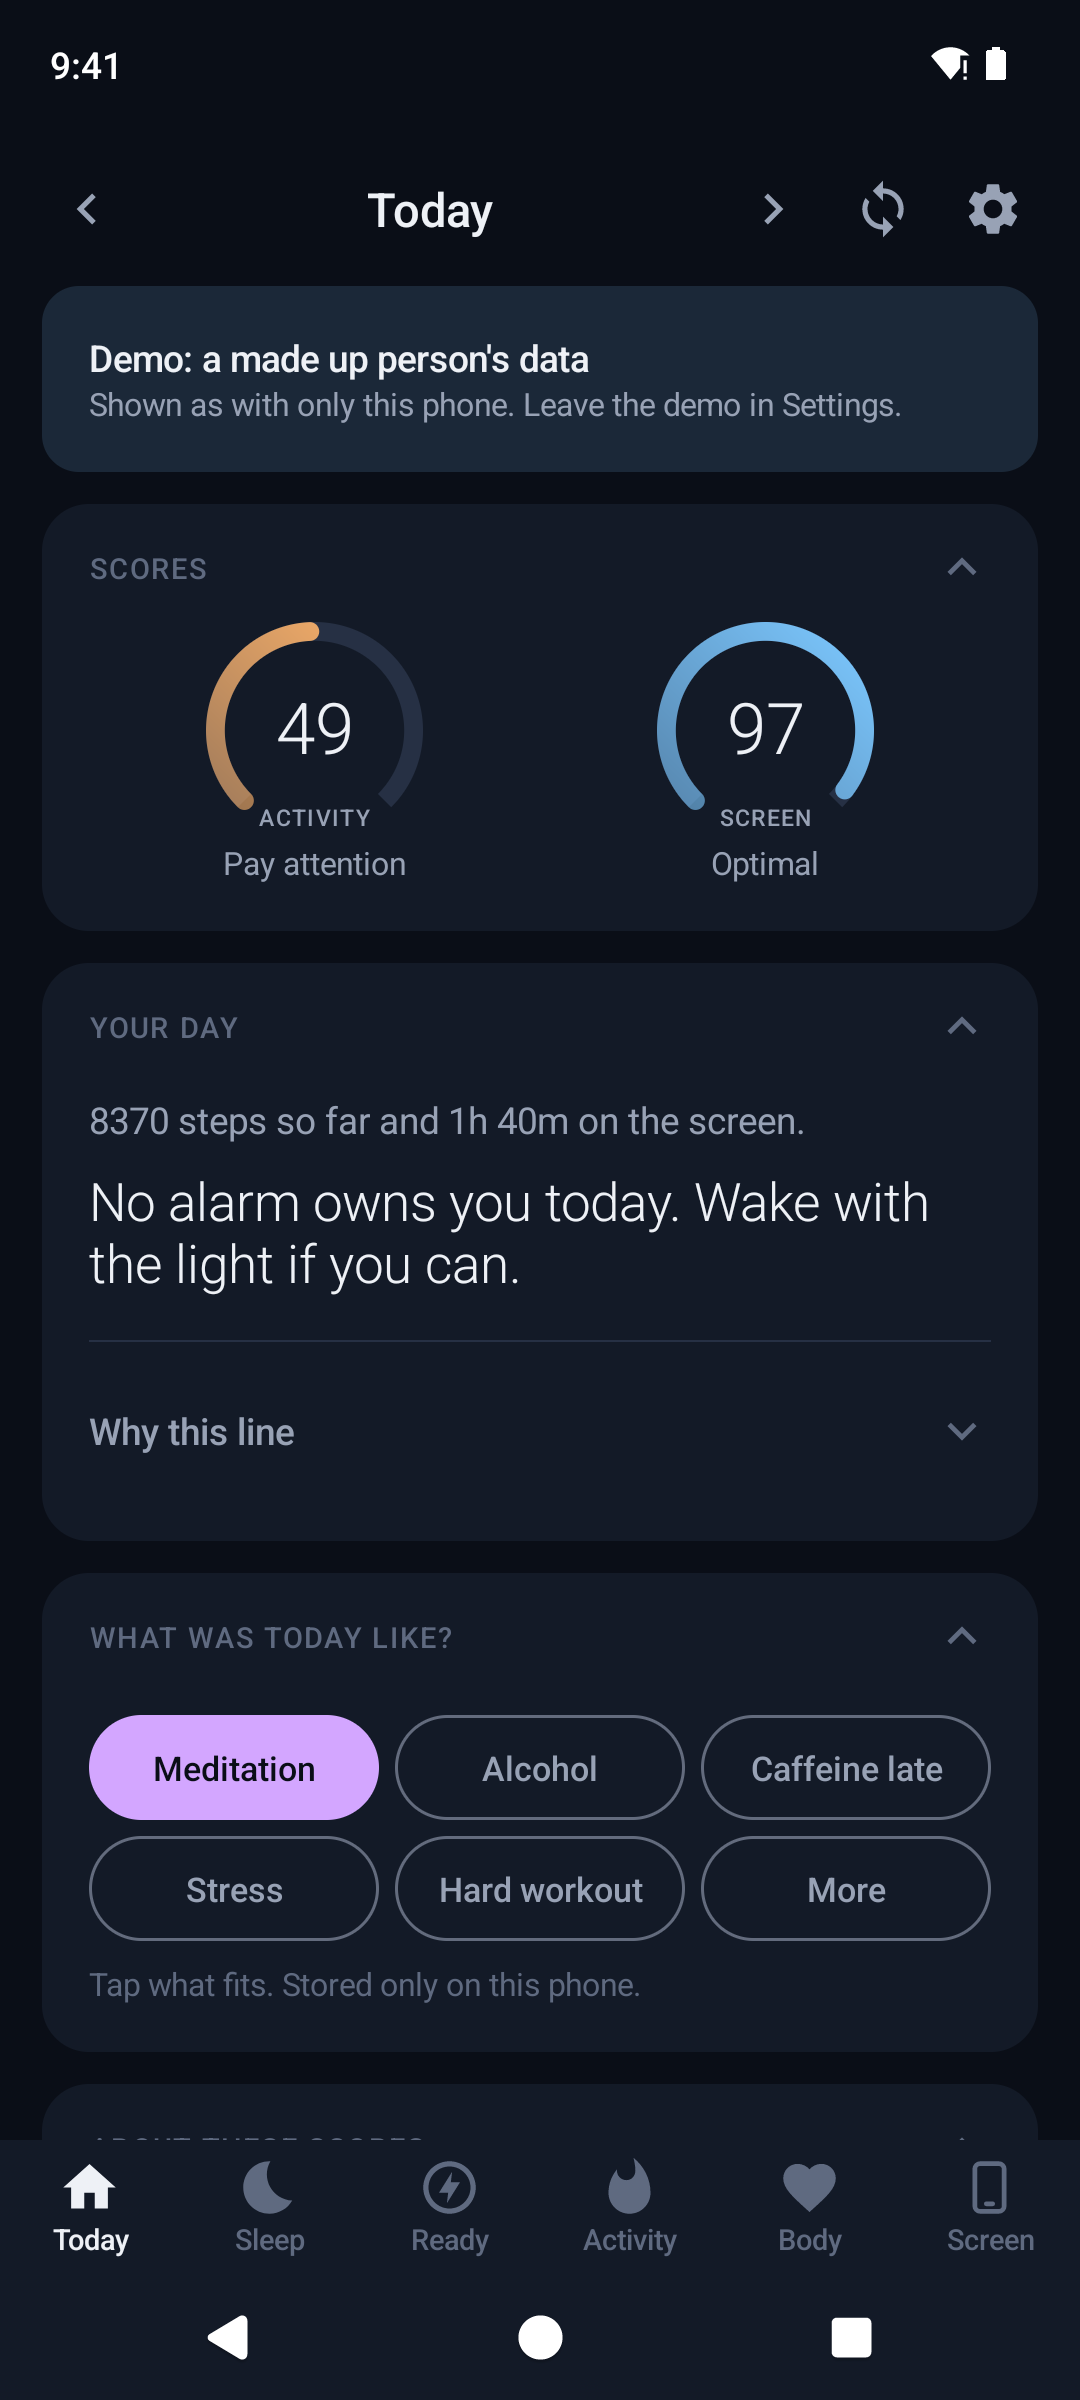 9:41
Today
Demo: a made up person's data
Shown as with only this phone. Leave the demo in Settings.
SCORES
49
ACTIVITY
Pay attention
97
SCREEN
Optimal
YOUR DAY
8370 steps so far and 1h 40m on the screen.
No alarm owns you today. Wake with
the light if you can.
Why this line
WHAT WAS TODAY LIKE?
Meditation
Alcohol
Caffeine late
Stress
Hard workout
More
Tap what fits. Stored only on this phone.
ABOUT THESE SCORES
Today
Sleep
Ready
Activity
Body
Screen